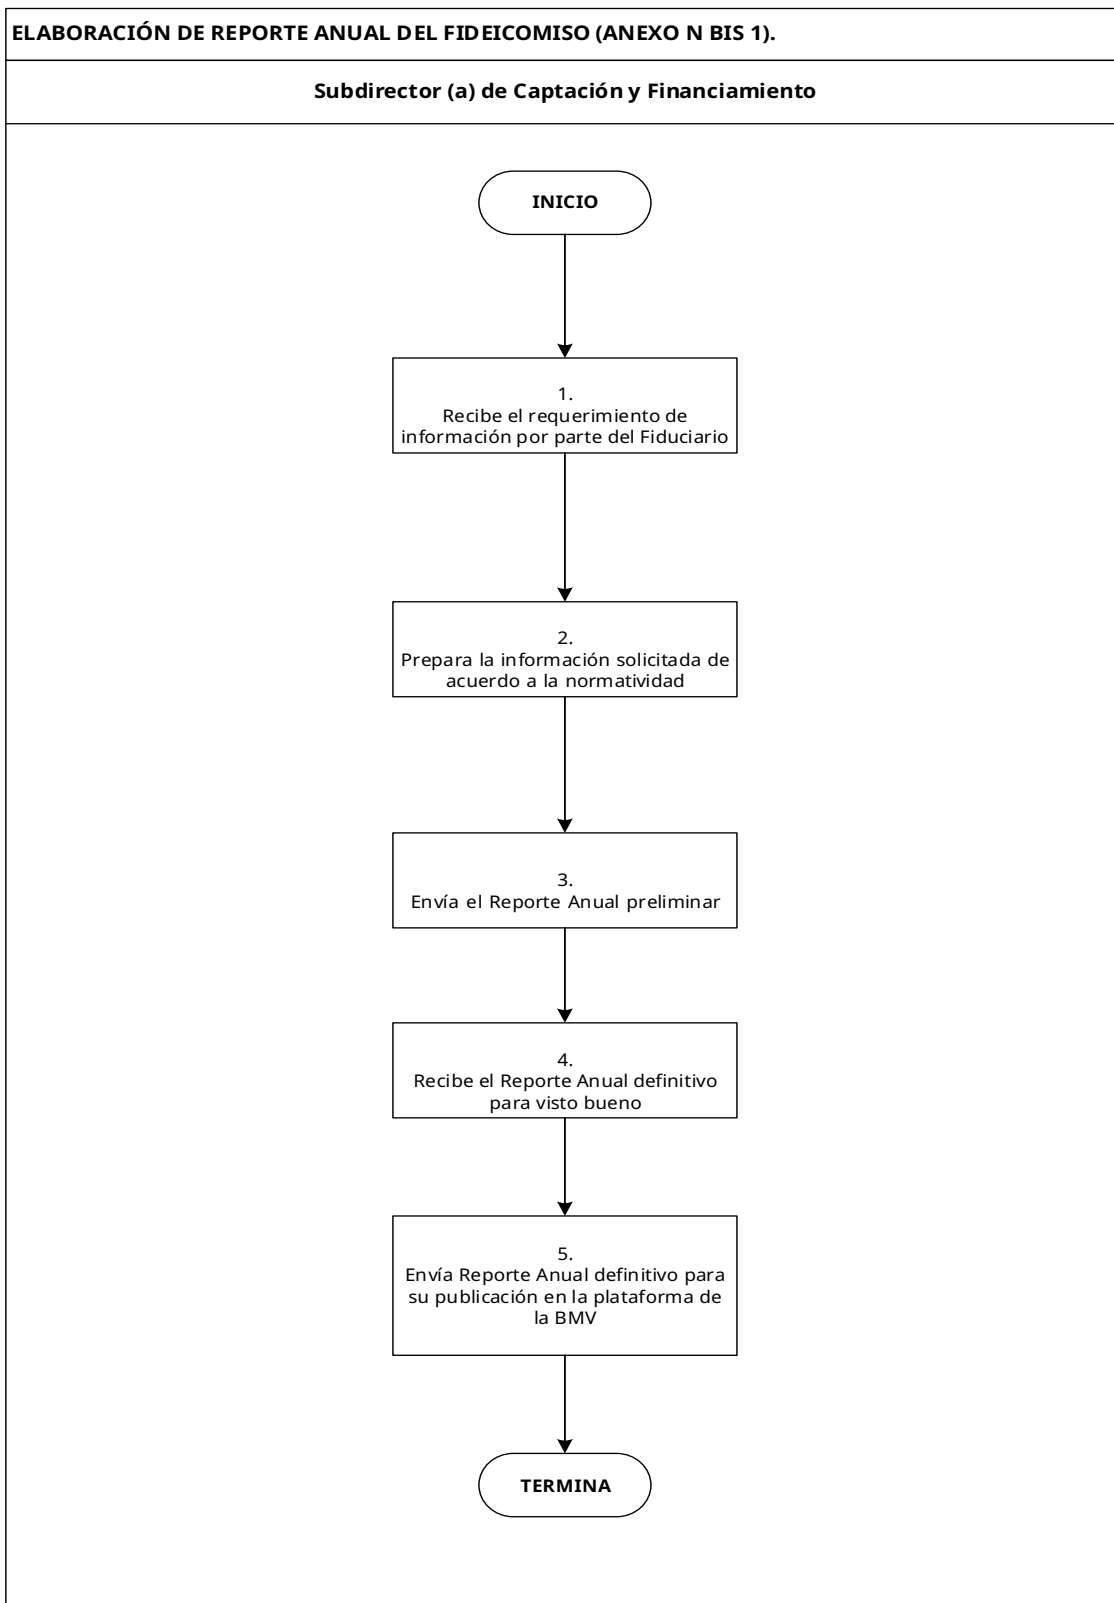 ELABORACIÓN DE REPORTE ANUAL DEL FIDEICOMISO (ANEXO N BIS 1).
Subdirector (a) de Captación y Financiamiento
INICIO
1.
Recibe el requerimiento de
información por parte del Fiduciario
2.
Prepara la información solicitada de
acuerdo a la normatividad
3.
Envía el Reporte Anual preliminar
4.
Recibe el Reporte Anual definitivo
para visto bueno
5.
Envía Reporte Anual definitivo para
su publicación en la plataforma de
la BMV
TERMINA